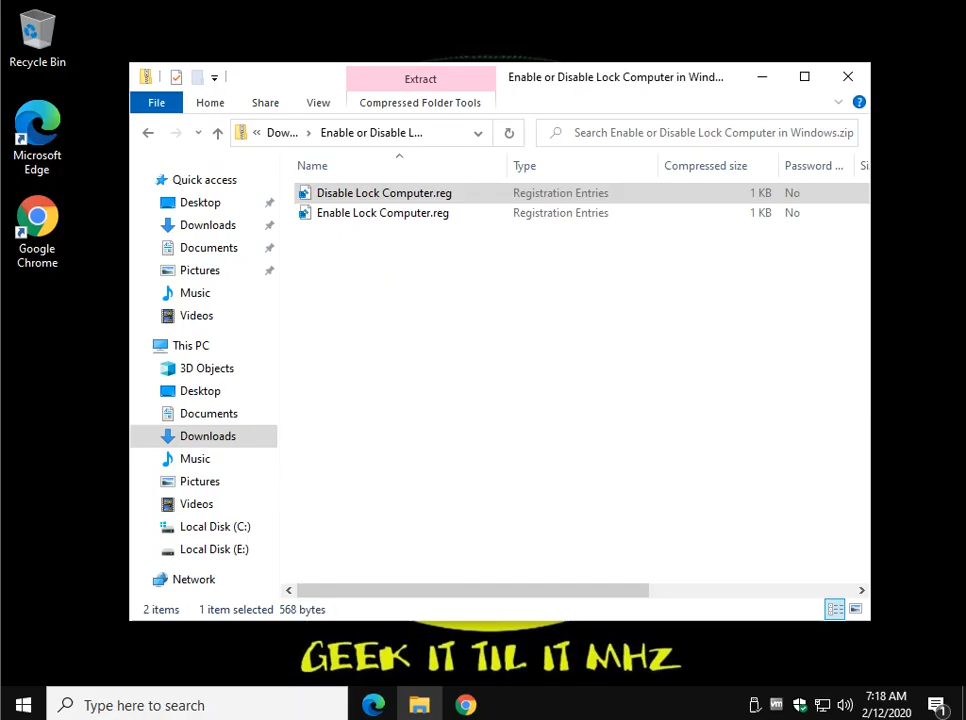 Recycle Bin
Microsoft
Edge
Google
Chrome
Extract
Enable or Disable Lock Computer in Wind...
File
Home
Share
View
Compressed Folder Tools
?
« Dow... › Enable or Disable L...
Search Enable or Disable Lock Computer in Windows.zip
Name
Type
Compressed size
Password ...
Si
Disable Lock Computer.reg
Registration Entries
1 KB
No
Enable Lock Computer.reg
Registration Entries
1 KB
No
Quick access
Desktop
Downloads
Documents
Pictures
Music
Videos
This PC
3D Objects
Desktop
Documents
Downloads
Music
Pictures
Videos
Local Disk (C:)
Local Disk (E:)
Network
2 items
1 item selected 568 bytes
GEEK IT TIL IT MHZ
Type here to search
vm
7:18 AM
2/12/2020
1